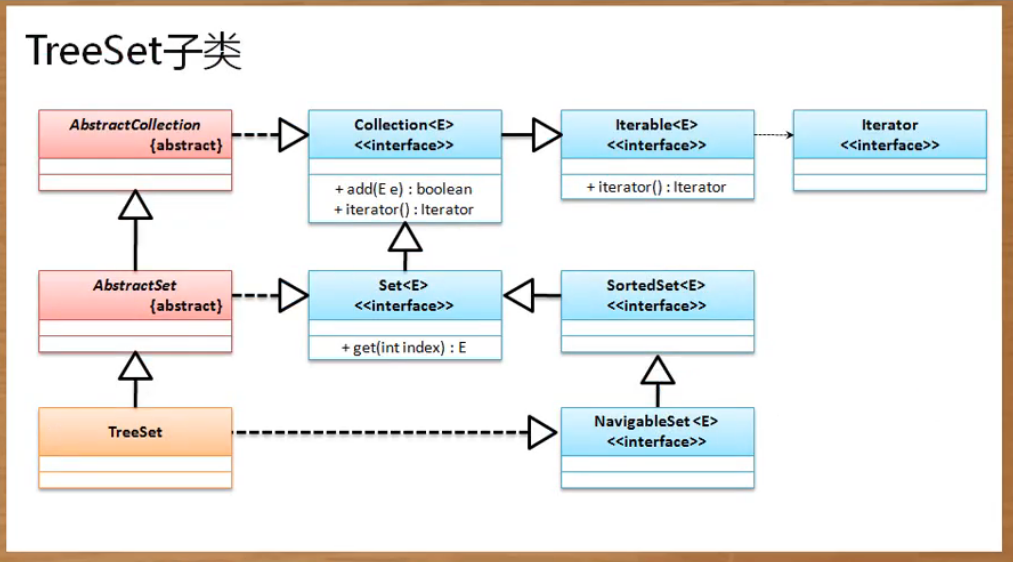 TreeSet子类
AbstractCollection
{abstract}
Collection<E>
<<interface>>
+ add(E e) : boolean
+ iterator() : Iterator
Iterable<E>
<<interface>>
+ iterator() : Iterator
Iterator
<<interface>>
AbstractSet
{abstract}
Set<E>
<<interface>>
+ get(int index) : E
SortedSet<E>
<<interface>>
TreeSet
NavigableSet <E>
<<interface>>